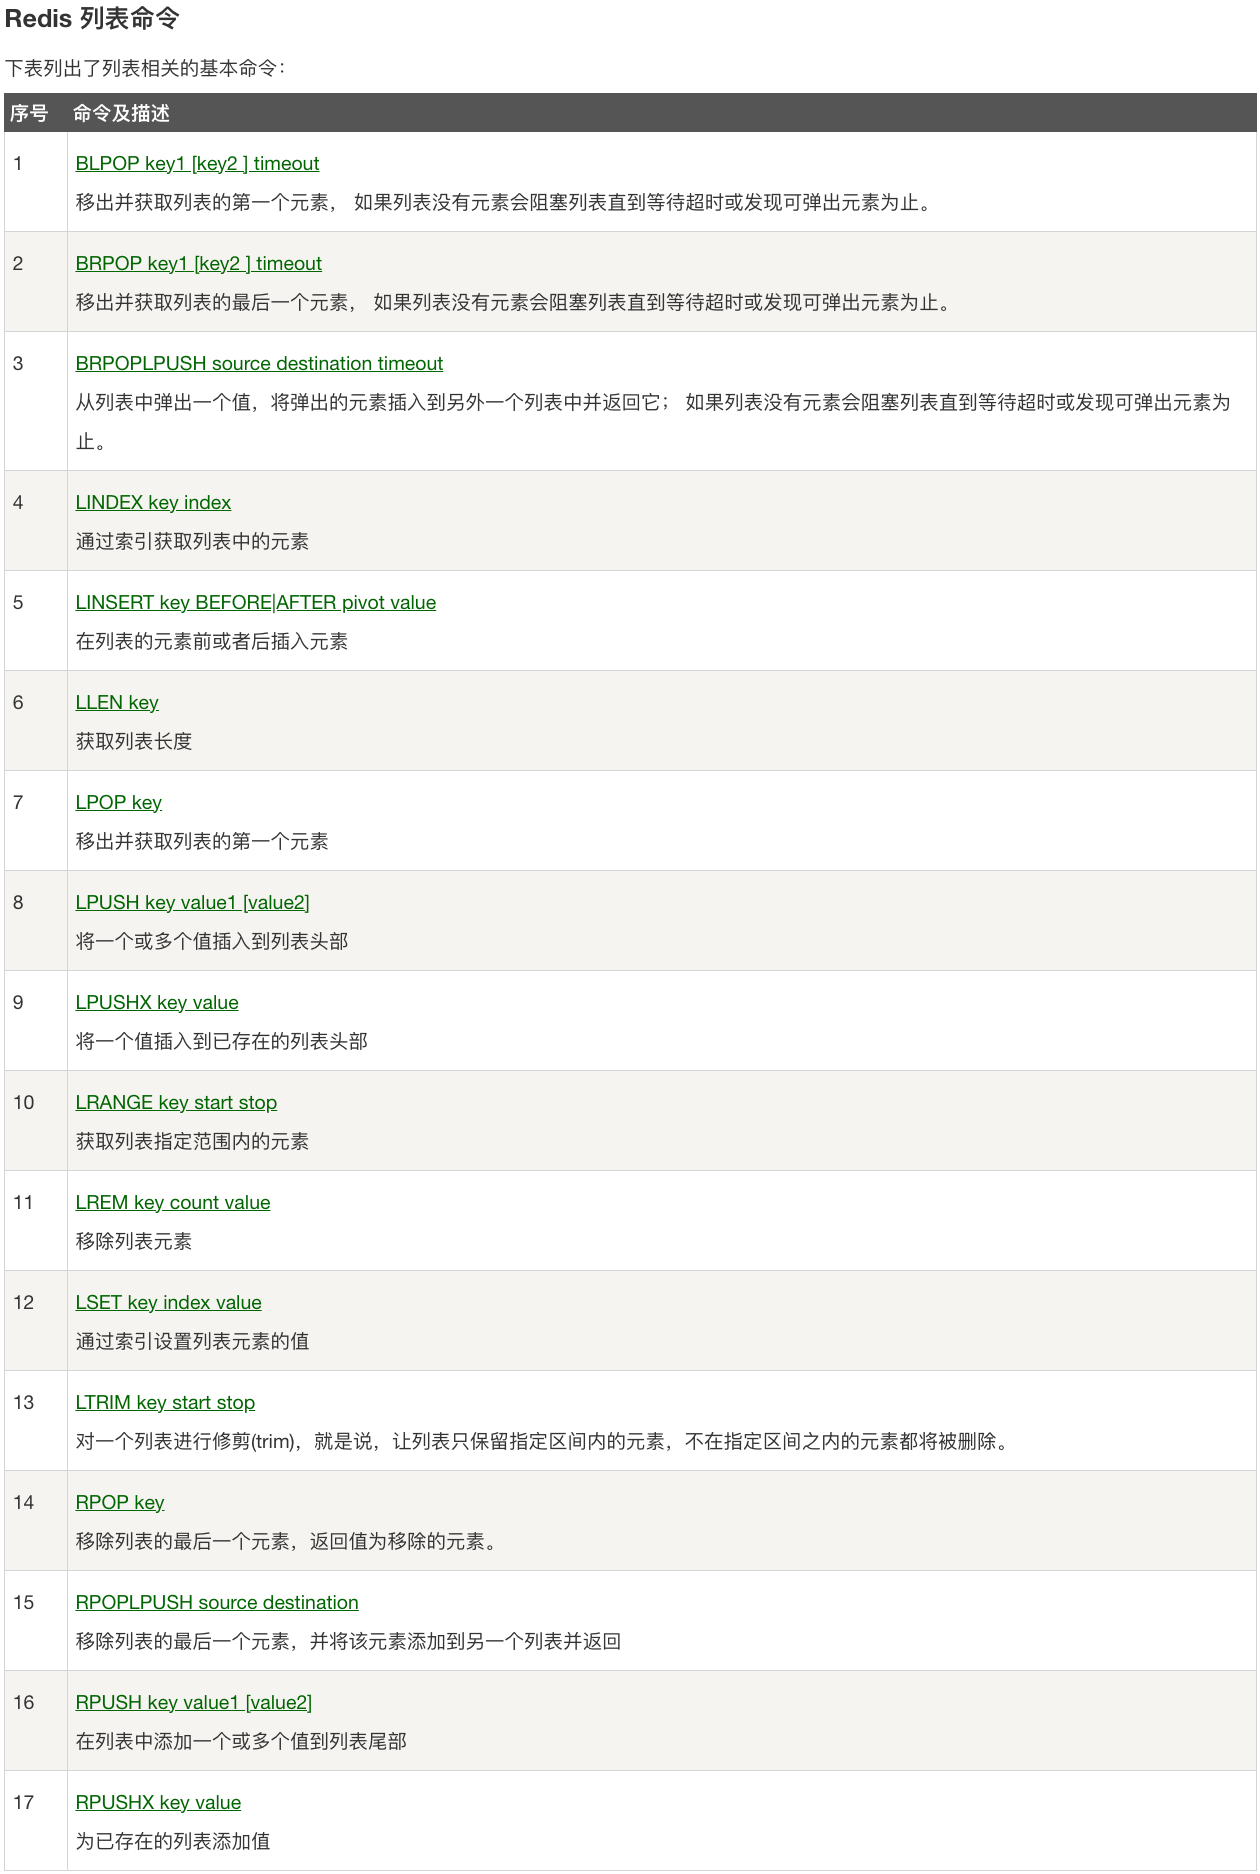 Redis 列表命令
下表列出了列表相关的基本命令：
序号 命令及描述
1 BLPOP key1 [key2 ] timeout
移出并获取列表的第一个元素， 如果列表没有元素会阻塞列表直到等待超时或发现可弹出元素为止。
2 BRPOP key1 [key2 ] timeout
移出并获取列表的最后一个元素， 如果列表没有元素会阻塞列表直到等待超时或发现可弹出元素为止。
3 BRPOPLPUSH source destination timeout
从列表中弹出一个值，将弹出的元素插入到另外一个列表中并返回它； 如果列表没有元素会阻塞列表直到等待超时或发现可弹出元素为
止。
4 LINDEX key index
通过索引获取列表中的元素
5 LINSERT key BEFORE|AFTER pivot value
在列表的元素前或者后插入元素
6 LLEN key
获取列表长度
7 LPOP key
移出并获取列表的第一个元素
8 LPUSH key value1 [value2]
将一个或多个值插入到列表头部
9 LPUSHX key value
将一个值插入到已存在的列表头部
10 LRANGE key start stop
获取列表指定范围内的元素
11 LREM key count value
移除列表元素
12 LSET key index value
通过索引设置列表元素的值
13 LTRIM key start stop
对一个列表进行修剪(trim)，就是说，让列表只保留指定区间内的元素，不在指定区间之内的元素都将被删除。
14 RPOP key
移除列表的最后一个元素，返回值为移除的元素。
15 RPOPLPUSH source destination
移除列表的最后一个元素，并将该元素添加到另一个列表并返回
16 RPUSH key value1 [value2]
在列表中添加一个或多个值到列表尾部
17 RPUSHX key value
为已存在的列表添加值